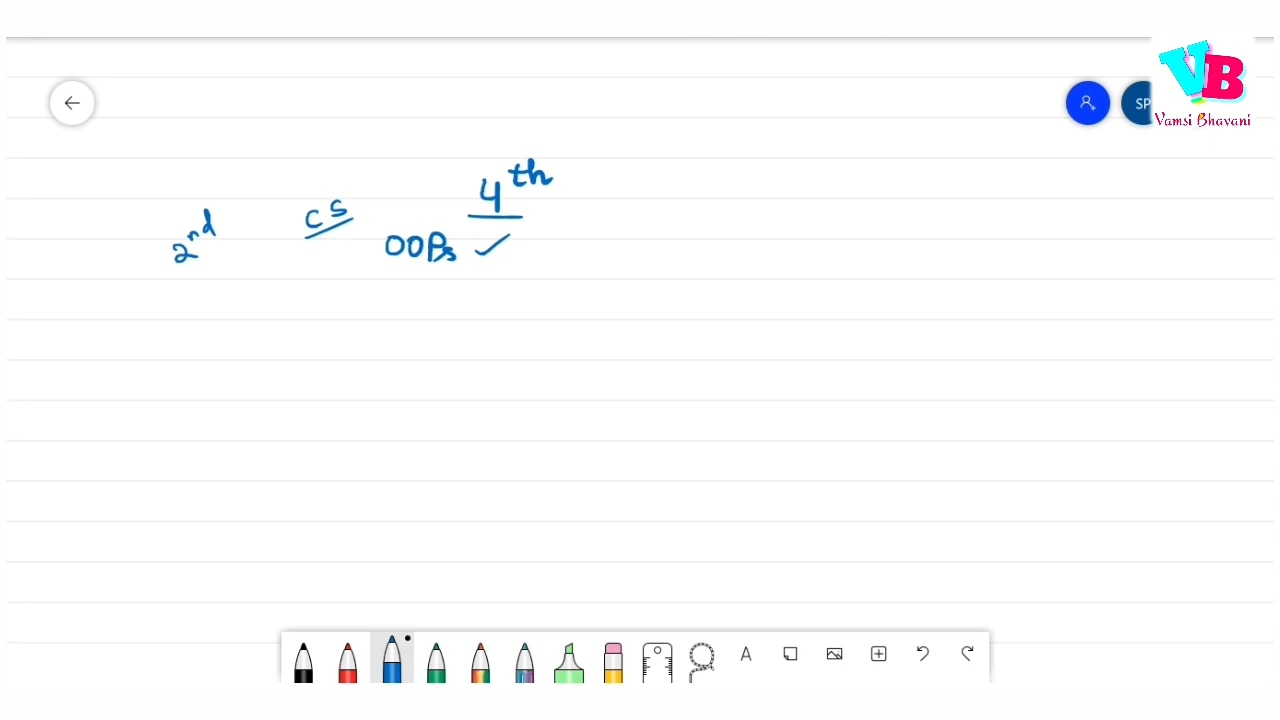 VB
SP
Vamsi Bhavani
4th
2nd CS
OOPs ✓
A